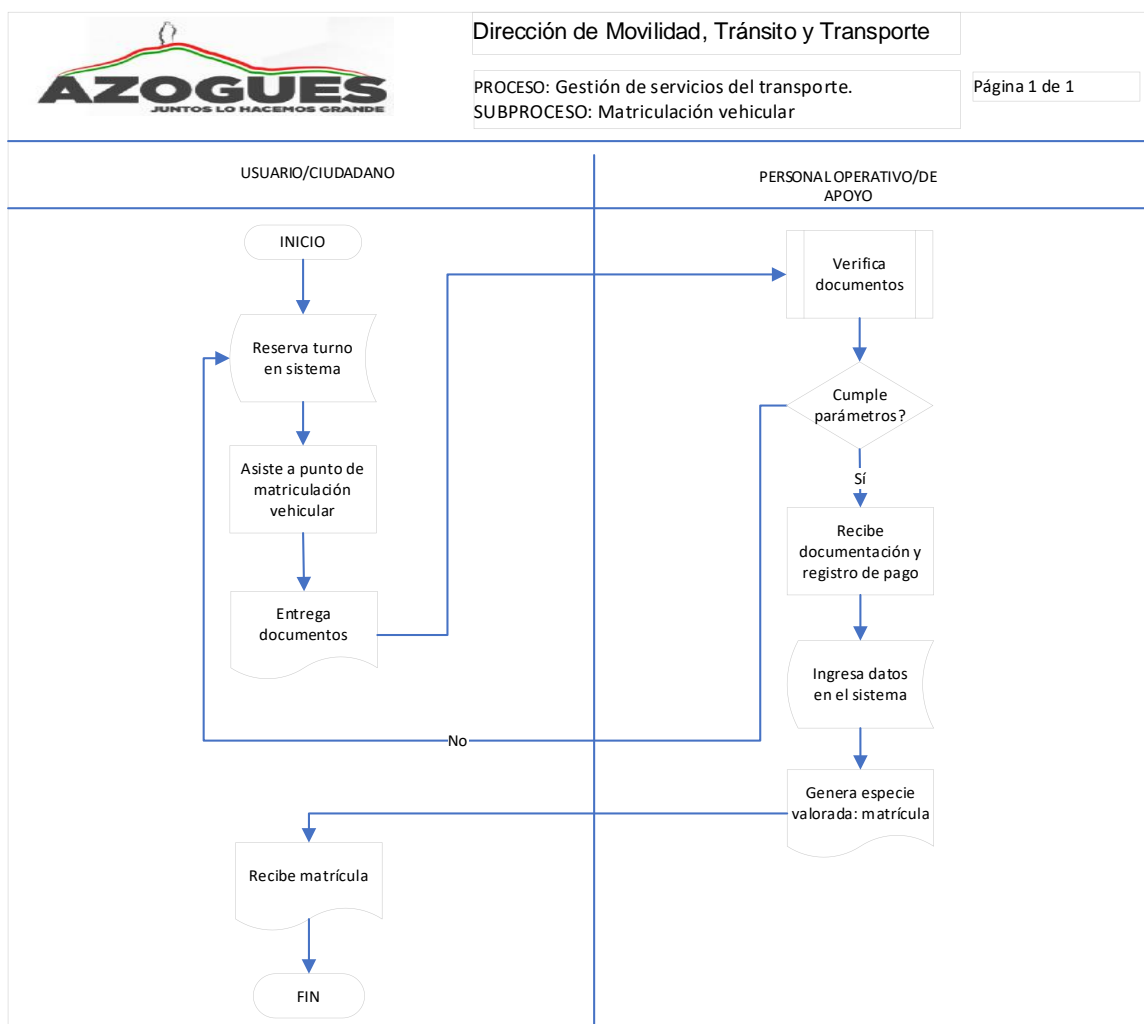 AZOGUES
JUNTOS LO HACEMOS GRANDE
Dirección de Movilidad, Tránsito y Transporte
PROCESO: Gestión de servicios del transporte.
SUBPROCESO: Matriculación vehicular
Página 1 de 1
USUARIO/CIUDADANO
PERSONAL OPERATIVO/DE
APOYO
INICIO
Reserva turno
en sistema
Asiste a punto de
matriculación
vehicular
Entrega
documentos
Verifica
documentos
Cumple
parámetros?
Sí
No
Recibe
documentación y
registro de pago
Ingresa datos
en el sistema
Genera especie
valorada: matrícula
Recibe matrícula
FIN